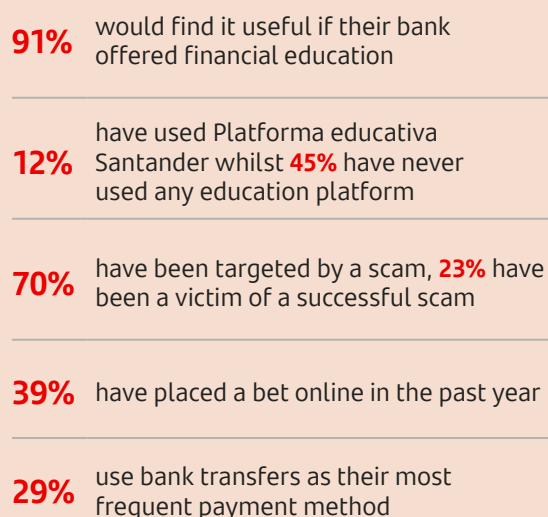 91% would find it useful if their bank
offered financial education
have used Platforma educativa
12% Santander whilst 45% have never
used any education platform
70% have been targeted by a scam, 23% have
been a victim of a successful scam
39% have placed a bet online in the past year
29% use bank transfers as their most
frequent payment method